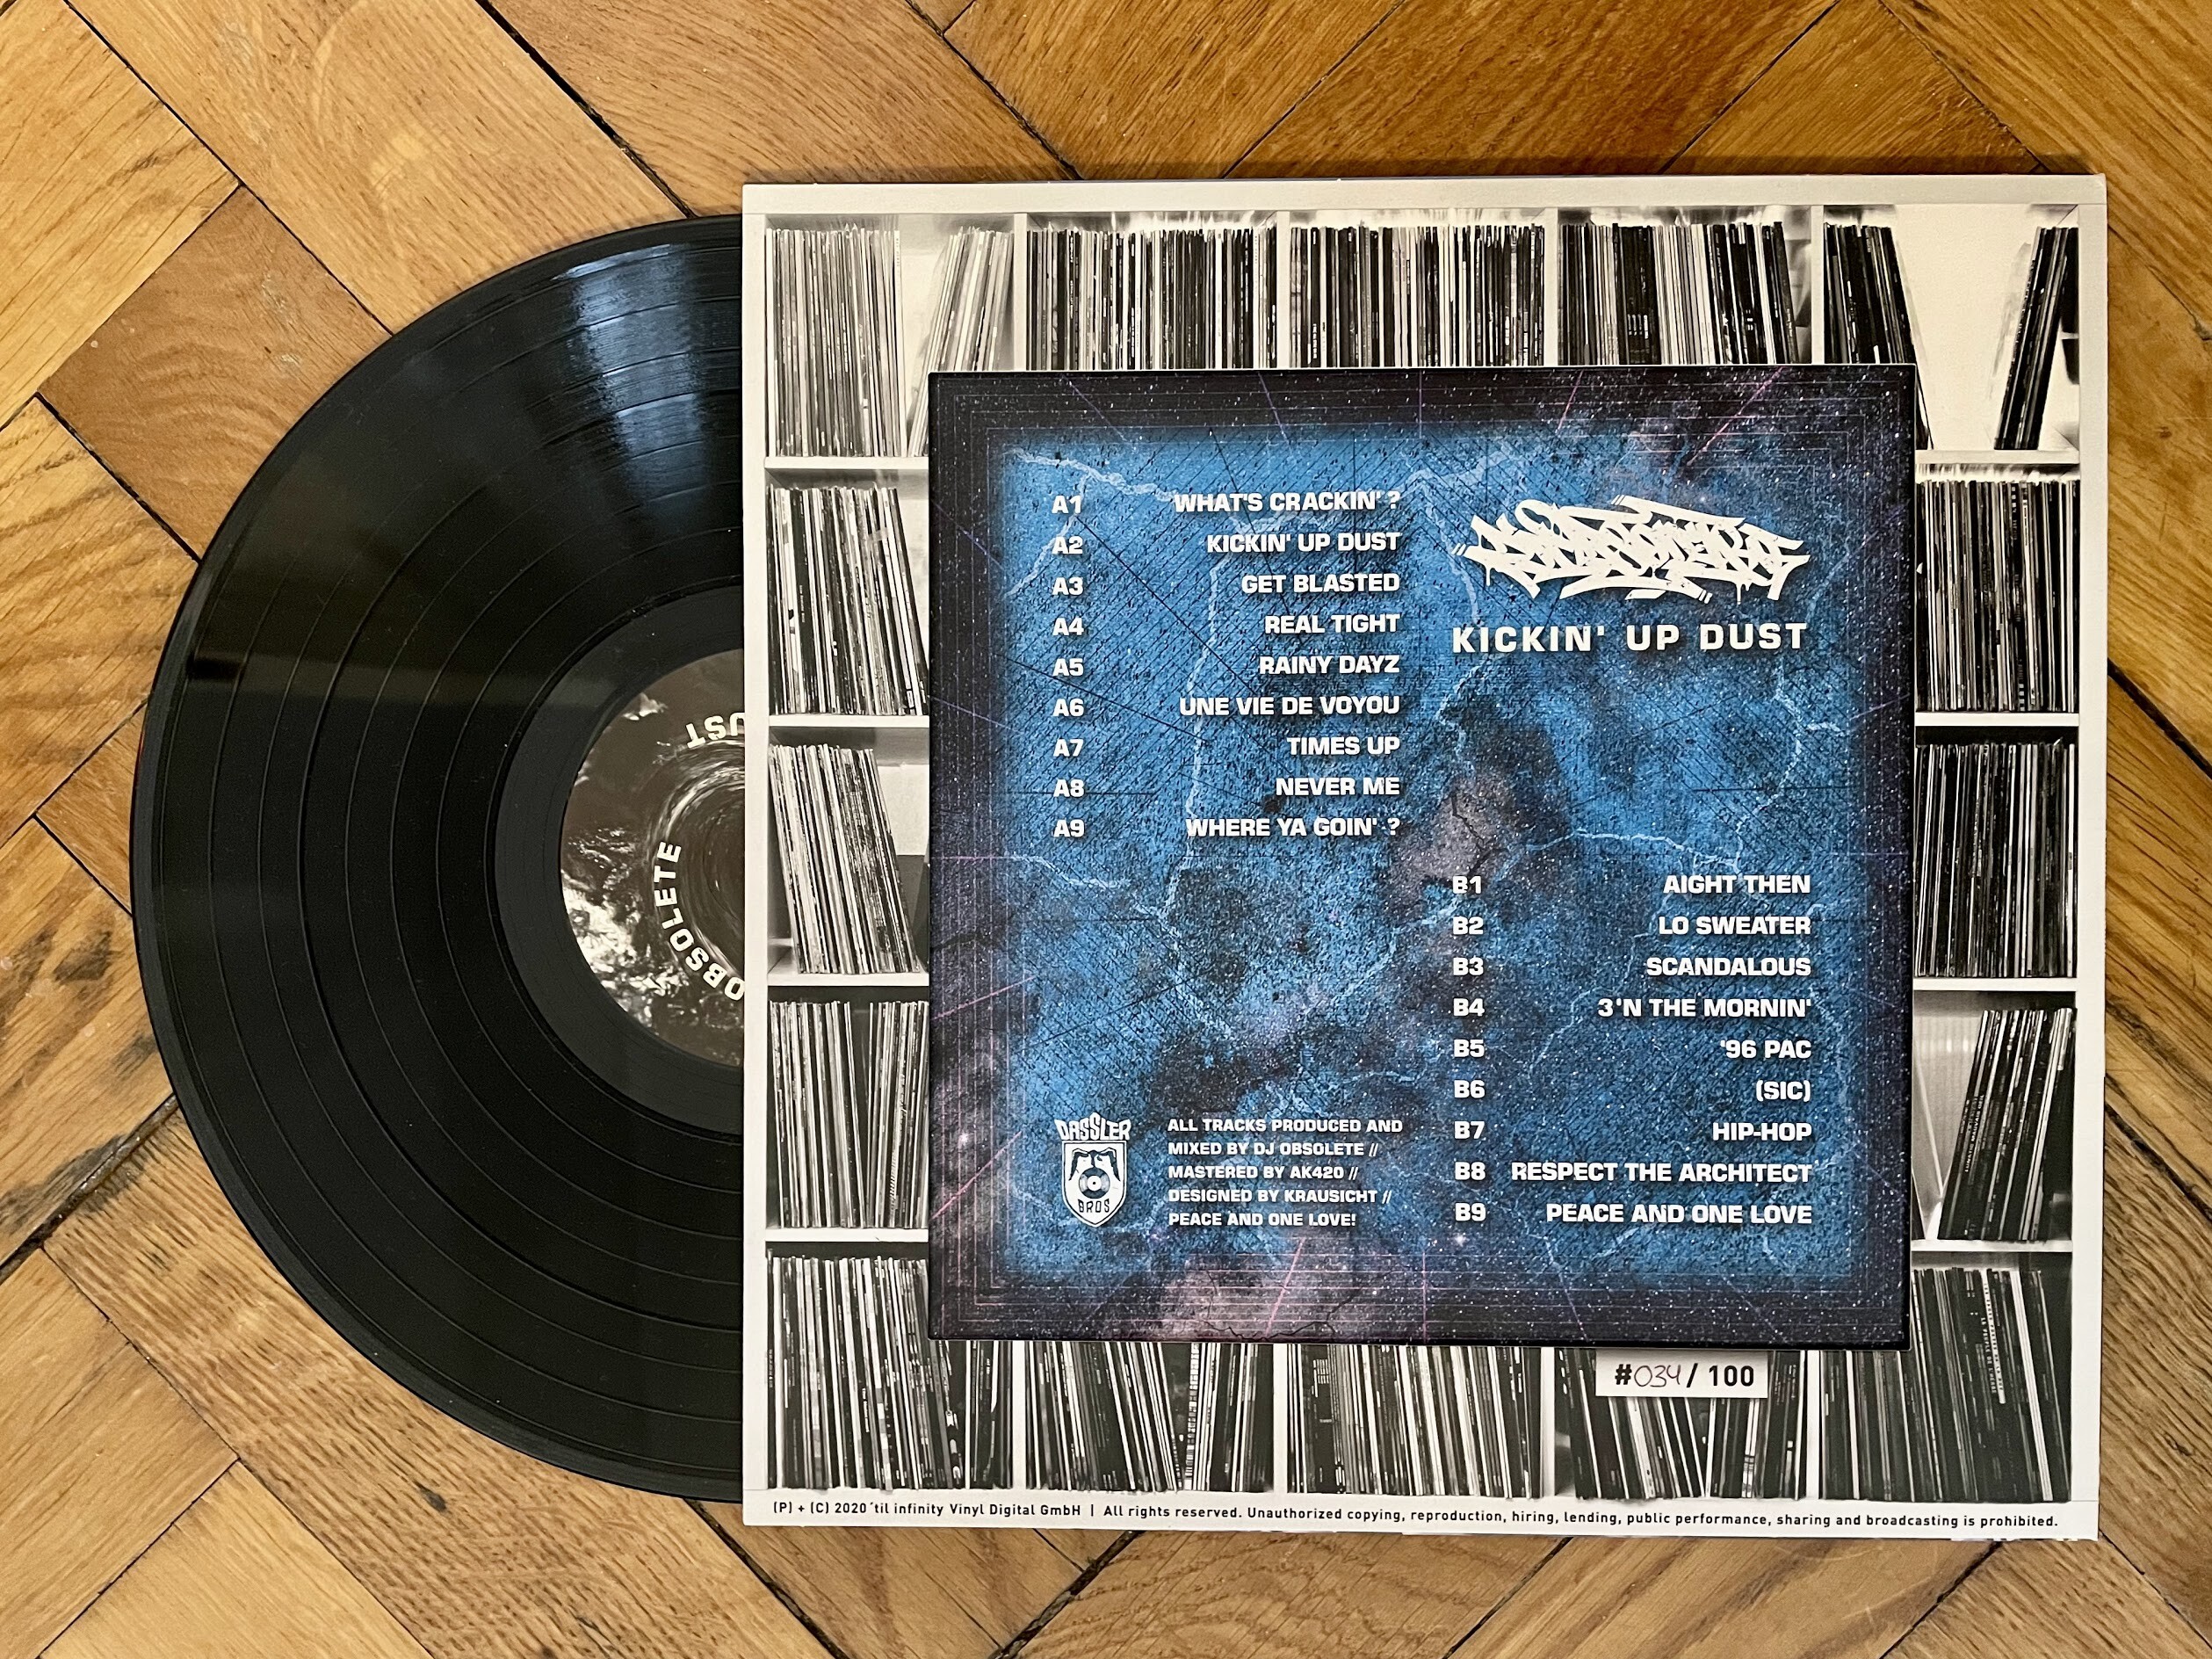 A1 WHAT'S CRACKIN' ?
A2 KICKIN' UP DUST
A3 GET BLASTED
A4 REAL TIGHT
A5 RAINY DAYZ
A6 UNE VIE DE VOYOU
A7 TIMES UP
A8 NEVER ME
A9 WHERE YA GOIN' ?
KICKIN' UP DUST
B1 AIGHT THEN
B2 LO SWEATER
B3 SCANDALOUS
B4 3'N THE MORNIN'
B5 '96 PAC
B6 (SIC)
B7 HIP-HOP
B8 RESPECT THE ARCHITECT
B9 PEACE AND ONE LOVE
DASSLER
BROS
ALL TRACKS PRODUCED AND
MIXED BY DJ OBSOLETE //
MASTERED BY AK420 //
DESIGNED BY KRAUSICHT //
PEACE AND ONE LOVE!
UST
OBSOLETE
#034 / 100
(P) + (C) 2020 ´til infinity Vinyl Digital GmbH | All rights reserved. Unauthorized copying, reproduction, hiring, lending, public performance, sharing and broadcasting is prohibited.